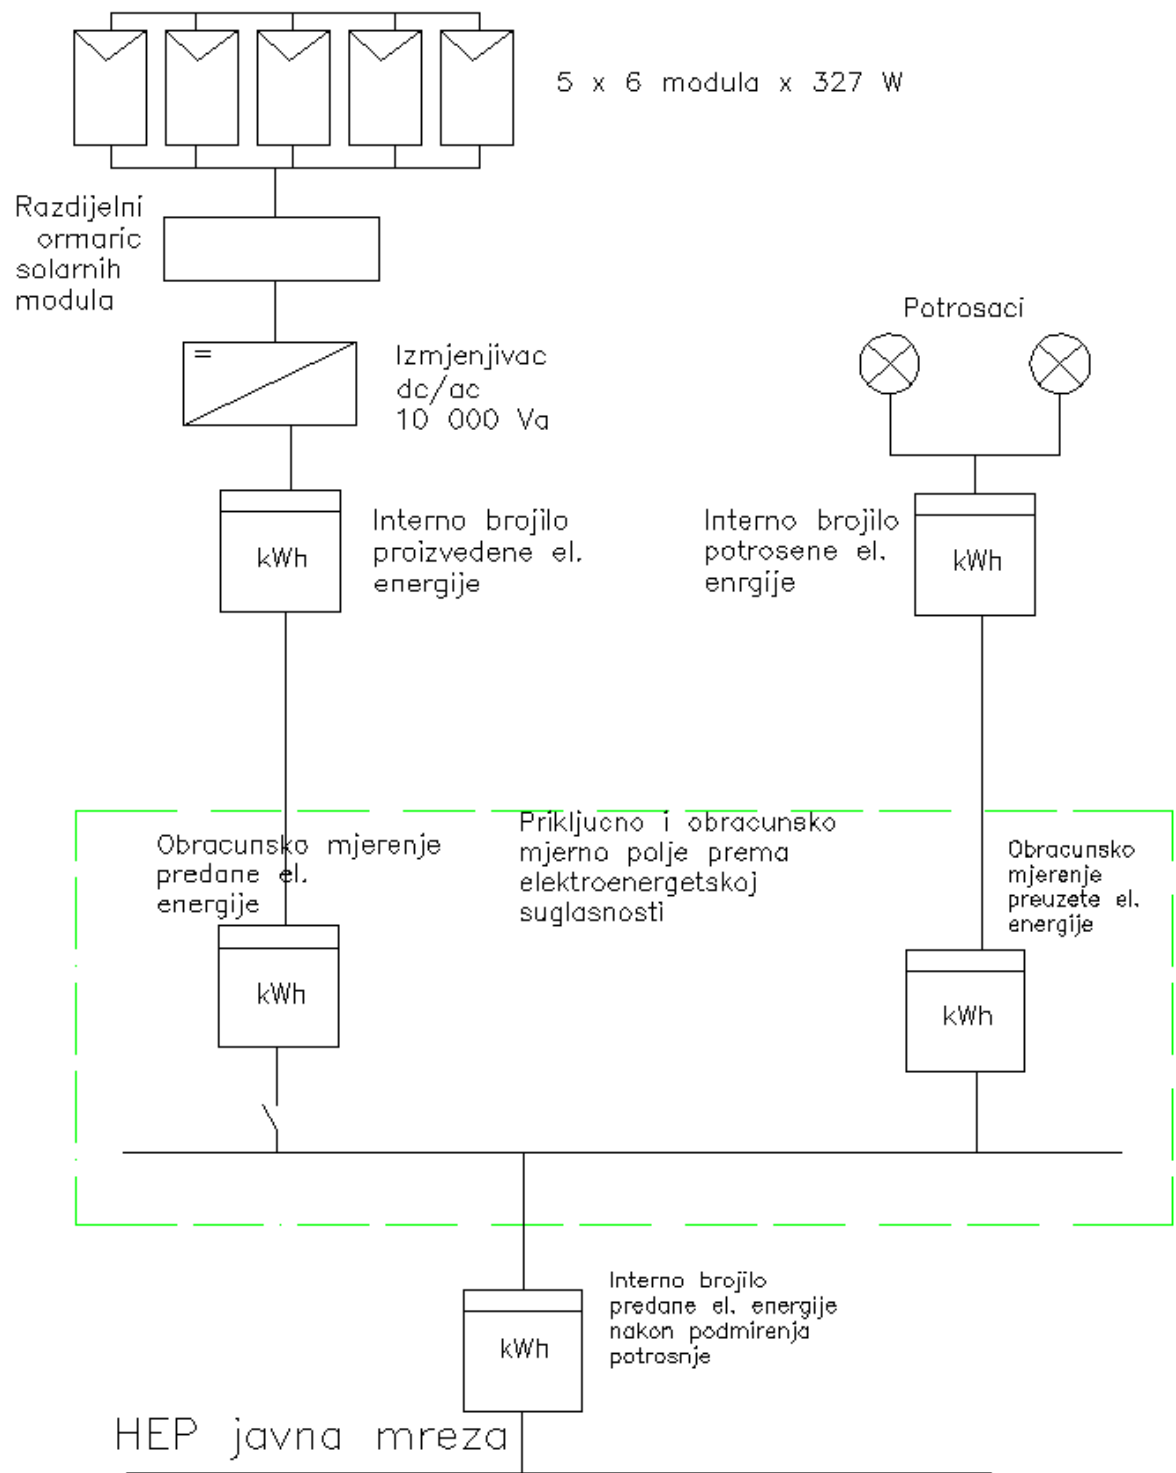 5 x 6 modula x 327 W
Razdijelni
ormaric
solarnih
modula
Potrosaci
=
Izmjenjivac
dc/ac
10 000 Va
Interno brojilo
proizvedene el.
energije
kWh
Interno brojilo
potrosene el.
enrgije
kWh
Obracunsko mjerenje
predane el.
energije
kWh
Prikljucno i obracunsko
mjerno polje prema
elektroenergetskoj
suglasnosti
Obracunsko
mjerenje
preuzete el.
energije
kWh
Interno brojilo
predane el. energije
nakon podmirenja
potrosnje
kWh
HEP javna mreza